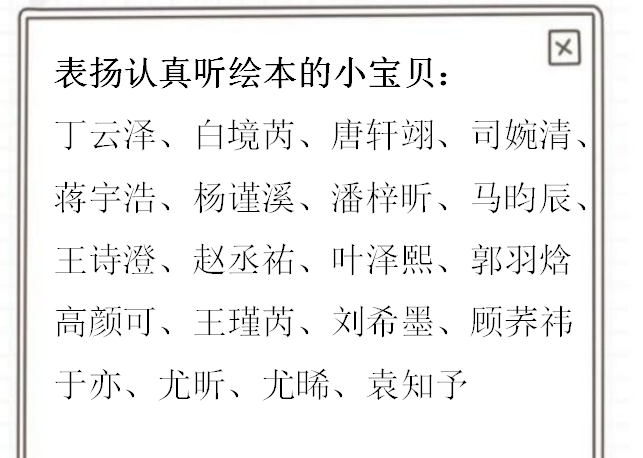 表扬认真听绘本的小宝贝：
丁云泽、白境芮、唐轩翊、司婉清、
蒋宇浩、杨谨溪、潘梓昕、马昀辰、
王诗澄、赵丞祐、叶泽熙、郭羽焓
高颜可、王瑾芮、刘希墨、顾荞祎
于亦、尤昕、尤晞、袁知予